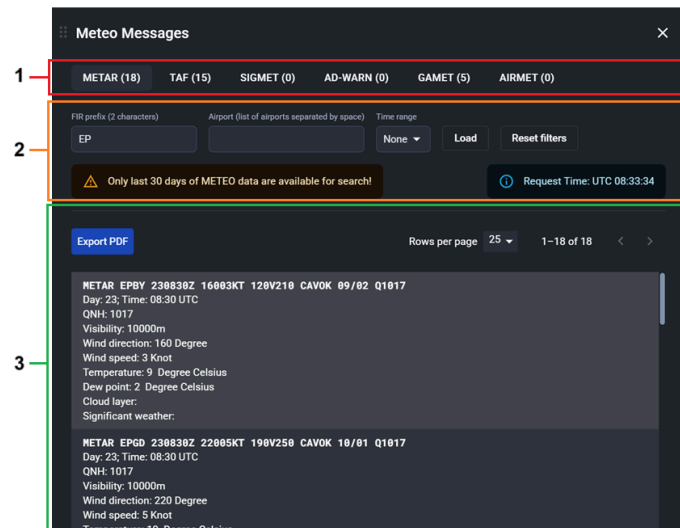 Meteo Messages
1
METAR (18) TAF (15) SIGMET (0) AD-WARN (0) GAMET (5) AIRMET (0)
2
FIR prefix (2 characters) Airport (list of airports separated by space) Time range
EP None Load Reset filters
Only last 30 days of METEO data are available for search! Request Time: UTC 08:33:34
3
Export PDF Rows per page 25 1–18 of 18
METAR EPBY 230830Z 16003KT 120V210 CAVOK 09/02 Q1017
Day: 23; Time: 08:30 UTC
QNH: 1017
Visibility: 10000m
Wind direction: 160 Degree
Wind speed: 3 Knot
Temperature: 9 Degree Celsius
Dew point: 2 Degree Celsius
Cloud layer:
Significant weather:
METAR EPGD 230830Z 22005KT 190V250 CAVOK 10/01 Q1017
Day: 23; Time: 08:30 UTC
QNH: 1017
Visibility: 10000m
Wind direction: 220 Degree
Wind speed: 5 Knot
Temperature: 10 Degree Celsius